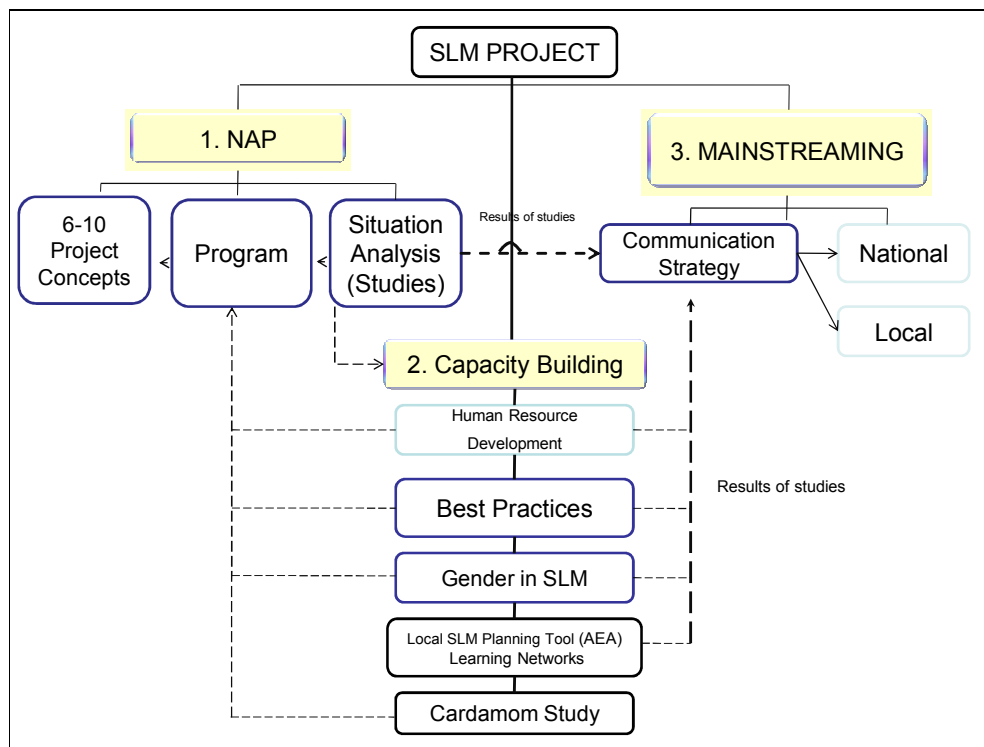 SLM PROJECT
1. NAP
3. MAINSTREAMING
6-10
Project
Concepts
Program
Situation
Analysis
(Studies)
Results of studies
Communication
Strategy
National
Local
2. Capacity Building
Human Resource
Development
Best Practices
Results of studies
Gender in SLM
Local SLM Planning Tool (AEA)
Learning Networks
Cardamom Study